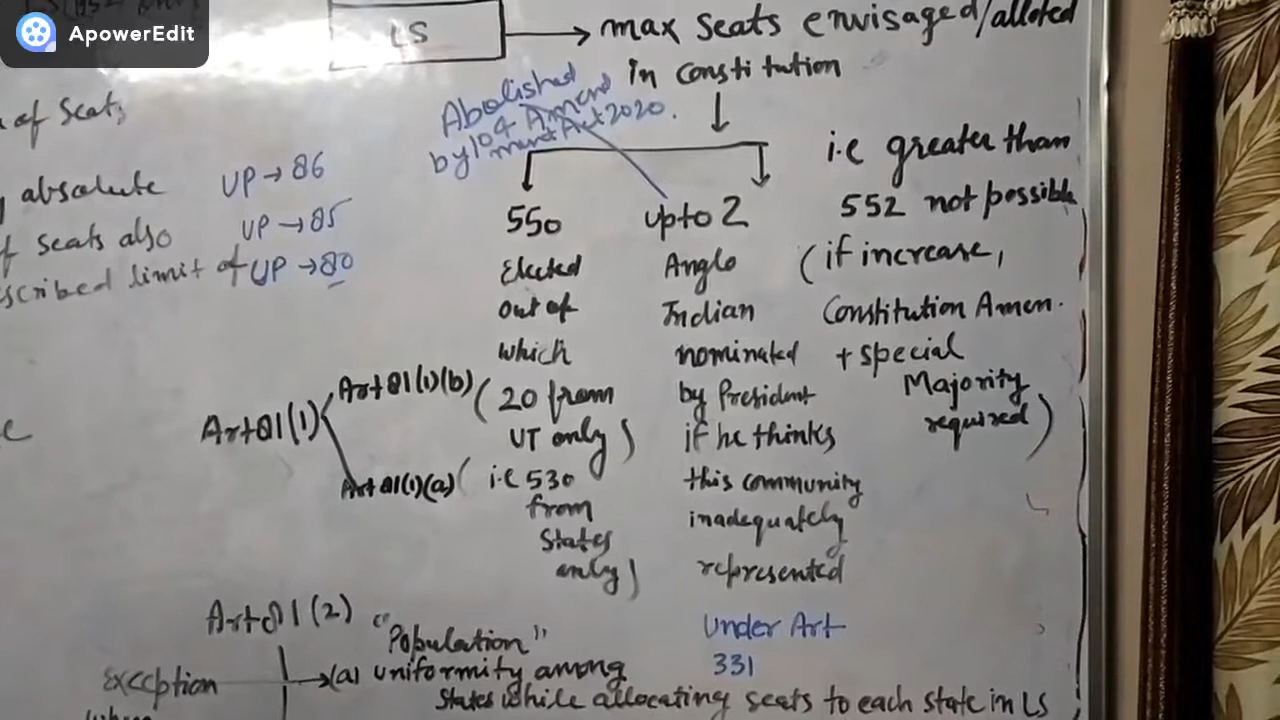 ApowerEdit
LS → max seats envisaged/alloted
in constitution
Abolished
by 104 Amend
ment Act 2020.
of Seats
absolute
f seats also
scribed limit of
UP → 86
UP → 85
UP → 80
i.e greater than
552 not possible
(if increase,
Constitution Amen.
+ special
Majority
required)
550
Elected
out of
which
(20 from
UT only)
(i.e 530
from
States
only)
upto 2
Anglo
Indian
nominated
by President
if he thinks
this community
inadequately
represented
Under Art
331
Art 81(1)
Art 81(1)(b)
Art 81(1)(a)
Art 81(2)
"Population"
Exception
→ (a) uniformity among
States while allocating seats to each state in LS